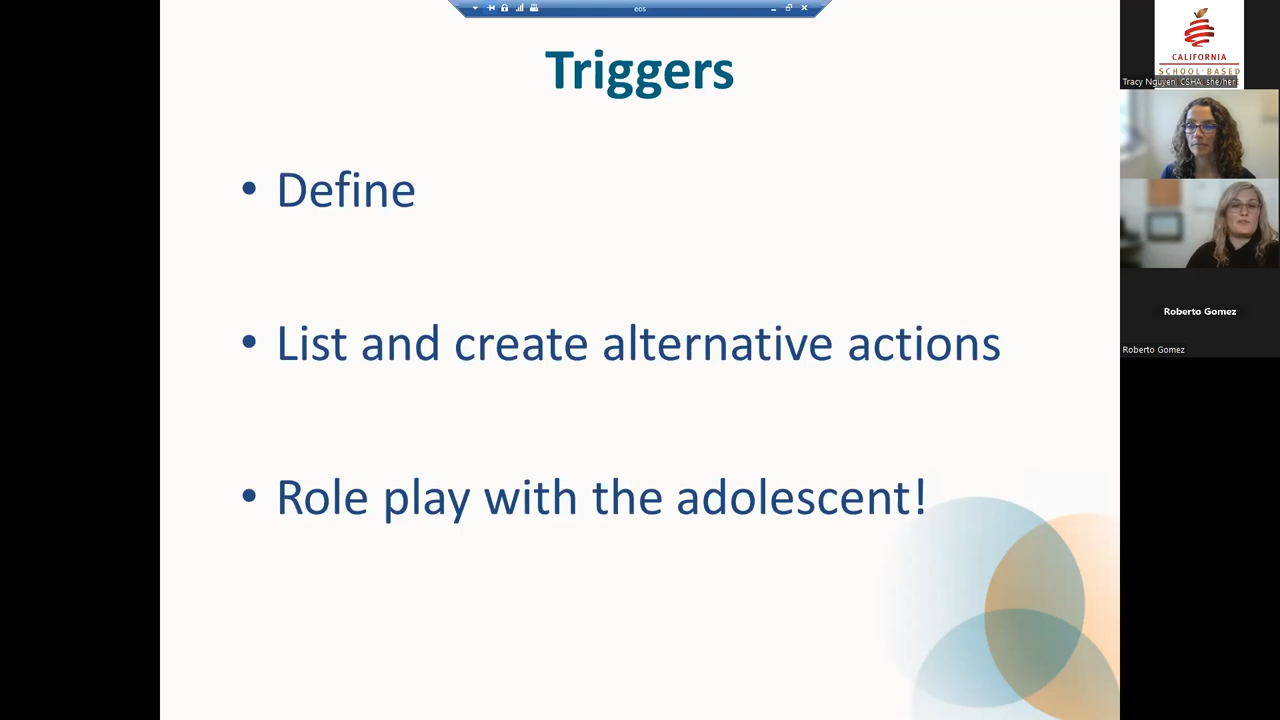 eos
Triggers
• Define
• List and create alternative actions
• Role play with the adolescent!
CALIFORNIA
SCHOOL-BASED
Tracy Nguyen, CSHA, she/her
Roberto Gomez
Roberto Gomez